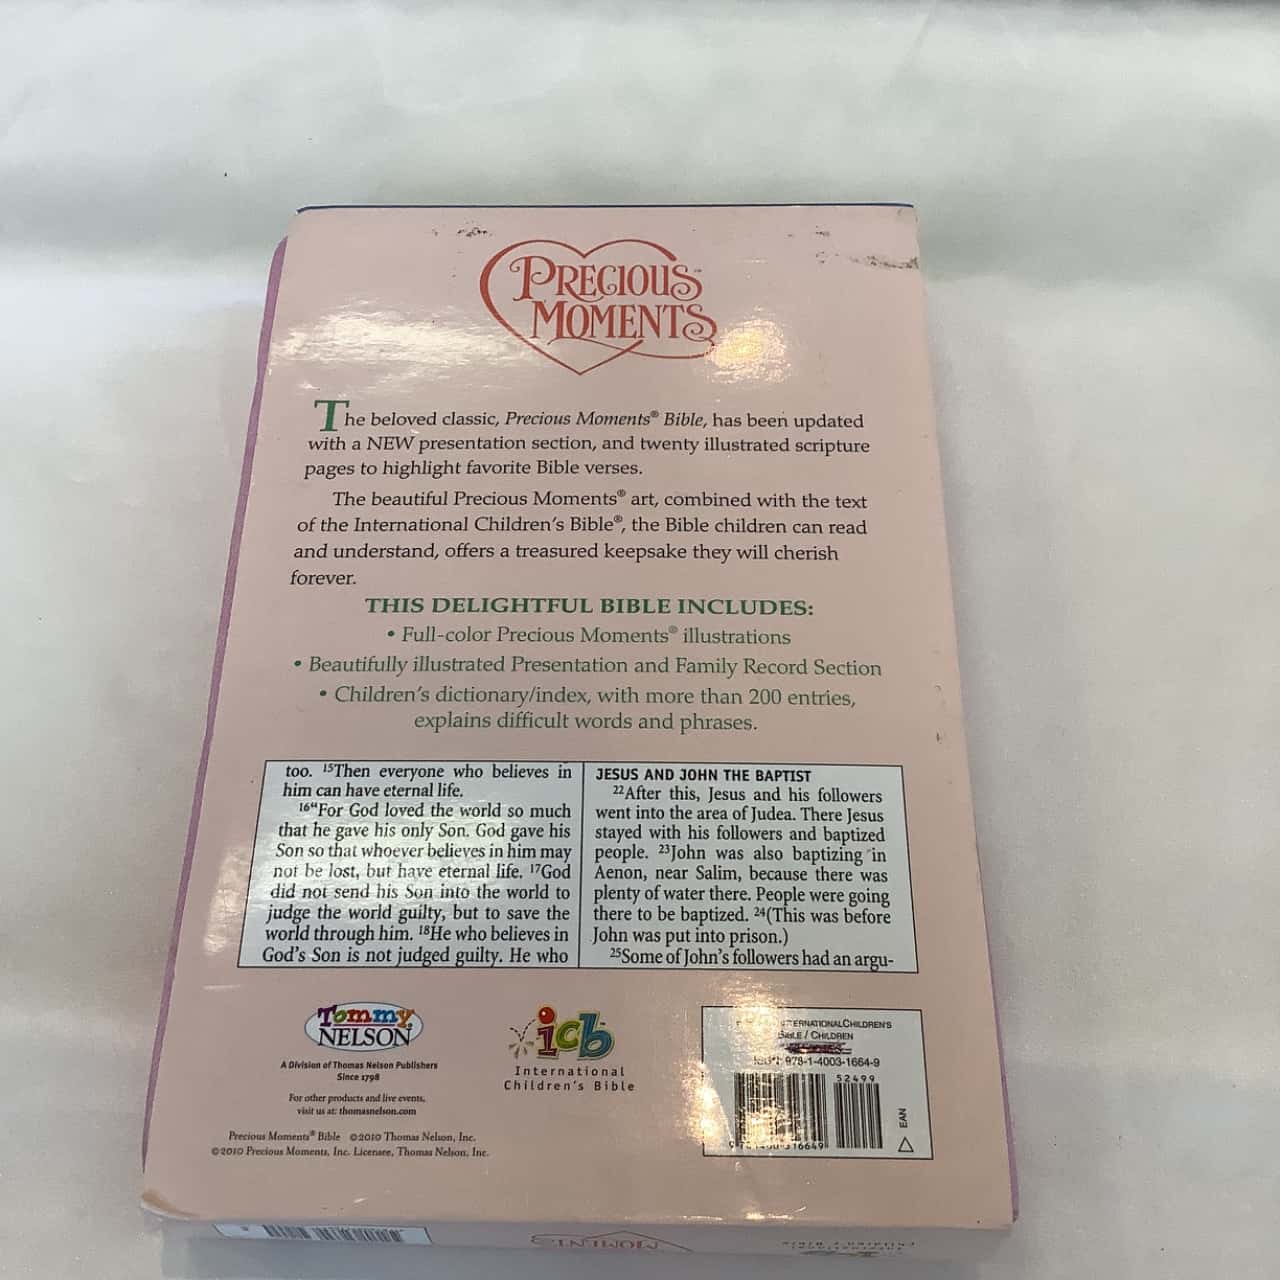 PRECIOUS
MOMENTS™
The beloved classic, Precious Moments® Bible, has been updated
with a NEW presentation section, and twenty illustrated scripture
pages to highlight favorite Bible verses.
The beautiful Precious Moments® art, combined with the text
of the International Children's Bible®, the Bible children can read
and understand, offers a treasured keepsake they will cherish
forever.
THIS DELIGHTFUL BIBLE INCLUDES:
• Full-color Precious Moments® illustrations
• Beautifully illustrated Presentation and Family Record Section
• Children's dictionary/index, with more than 200 entries,
explains difficult words and phrases.
too. 15Then everyone who believes in
him can have eternal life.
16"For God loved the world so much
that he gave his only Son. God gave his
Son so that whoever believes in him may
not be lost, but have eternal life. 17God
did not send his Son into the world to
judge the world guilty, but to save the
world through him. 18He who believes in
God's Son is not judged guilty. He who
JESUS AND JOHN THE BAPTIST
22After this, Jesus and his followers
went into the area of Judea. There Jesus
stayed with his followers and baptized
people. 23John was also baptizing in
Aenon, near Salim, because there was
plenty of water there. People were going
there to be baptized. 24(This was before
John was put into prison.)
25Some of John's followers had an argu-
Tommy
NELSON
A Division of Thomas Nelson Publishers
Since 1798
For other products and live events,
visit us at: thomasnelson.com
Precious Moments® Bible ©2010 Thomas Nelson, Inc.
©2010 Precious Moments, Inc. Licensee, Thomas Nelson, Inc.
icb
International
Children's Bible
CHILDREN'S
BIBLE / CHILDREN
978-1-4003-1664-9
52499
EAN
MOMENTS